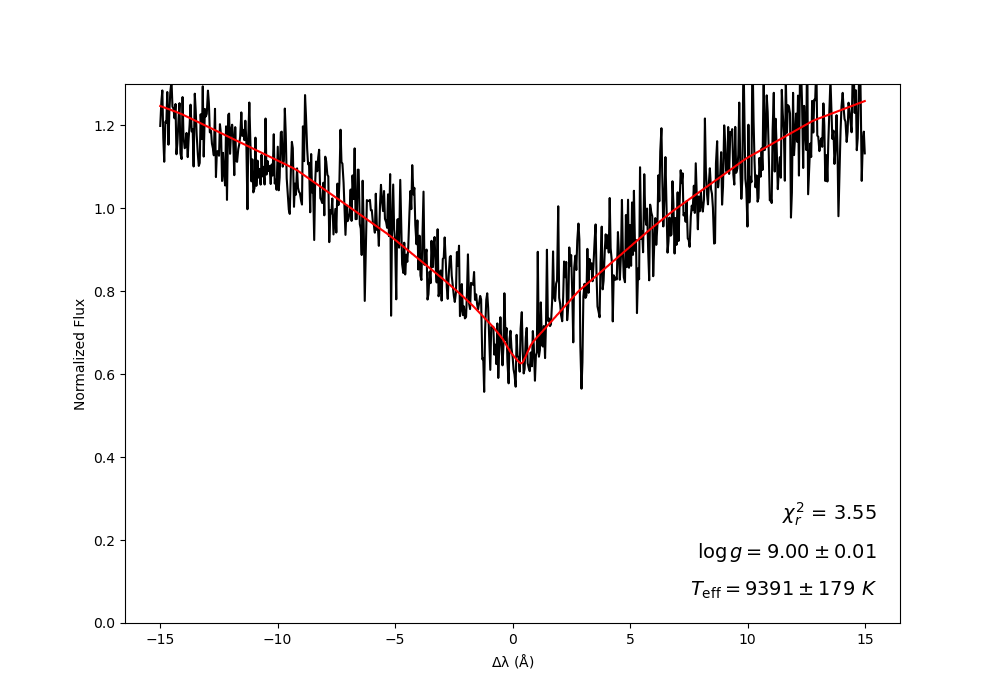 Normalized Flux
1.2
1.0
0.8
0.6
0.4
0.2
0.0
χ²ᵣ = 3.55
log g = 9.00 ± 0.01
T_eff = 9391 ± 179 K
−15 −10 −5 0 5 10 15
Δλ (Å)